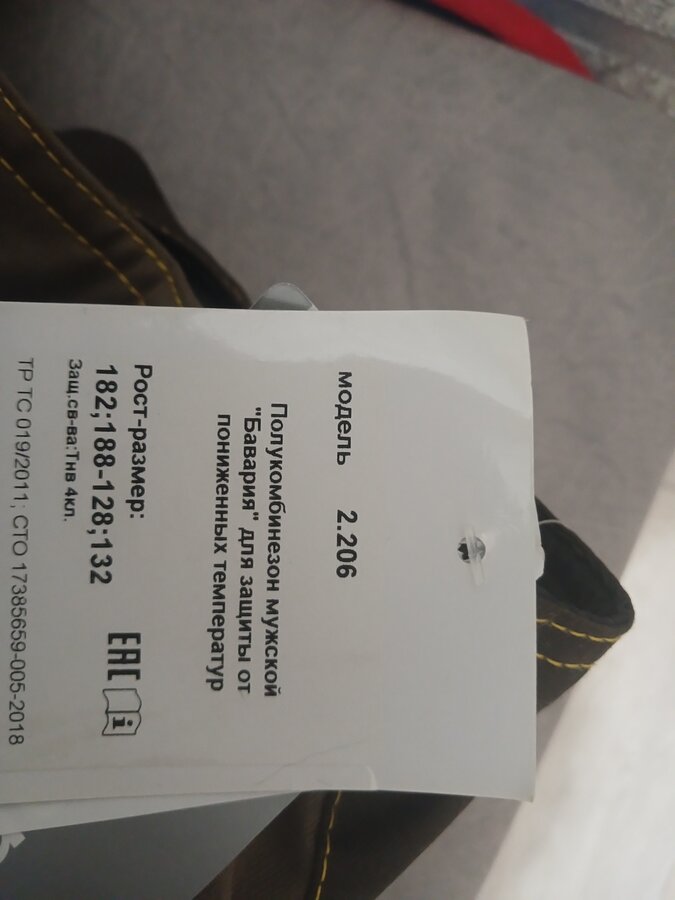 модель 2.206
Полукомбинезон мужской
"Бавария" для защиты от
пониженных температур
Рост-размер:
182;188-128;132
Защ.св-ва:Тнв 4кл.
EAC
ТР ТС 019/2011; СТО 17385659-005-2018